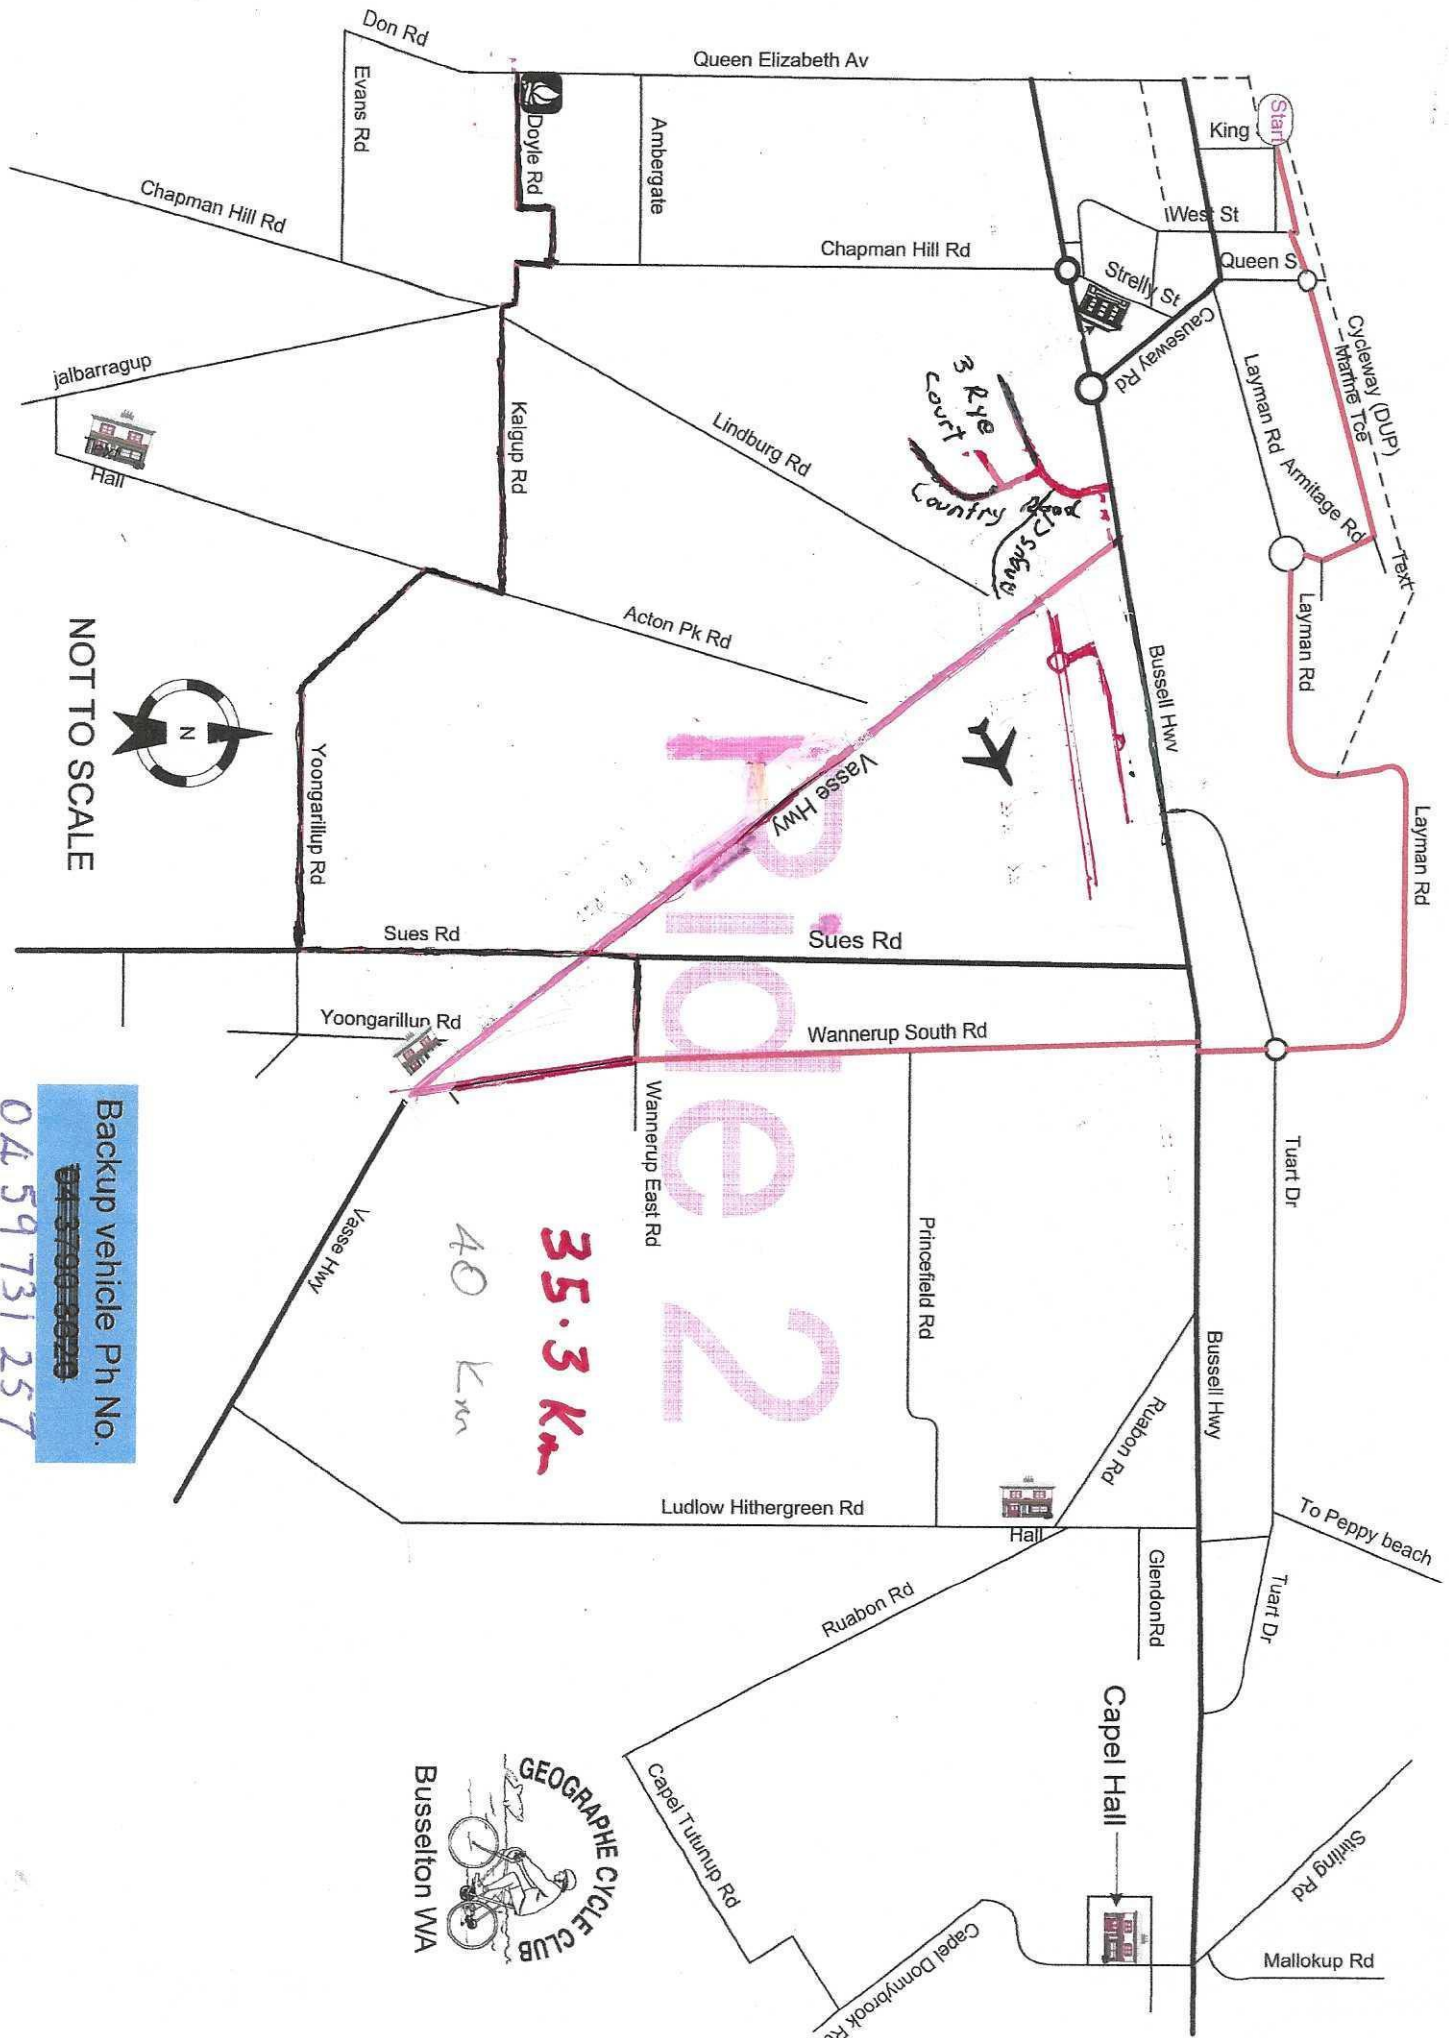 Don Rd
Queen Elizabeth Av
Evans Rd
Doyle Rd
Ambergate
King
Start
Chapman Hill Rd
Chapman Hill Rd
West St
Queen S
Strelly St
Causeway Rd
Cycleway (DUP)
Marine Tce
Layman Rd
Armitage Rd
Text
jalbarragup
Text
Hall
Kalgup Rd
Lindburg Rd
3 Rye
Court
Country Road
Angus Cl
Layman Rd
Acton Pk Rd
Bussell Hwy
NOT TO SCALE
N
Yoongarillup Rd
Vasse Hwy
Layman Rd
Ride 2
Sues Rd
Sues Rd
Yoongarillup Rd
Wannerup South Rd
Wannerup East Rd
Tuart Dr
Backup vehicle Ph No.
04 3790 8020
0459731257
Vasse Hwy
35.3 Km
40 Km
Princefield Rd
Bussell Hwy
Ruabon Rd
Ludlow Hithergreen Rd
Hall
To Peppy beach
Ruabon Rd
GlendonRd
Tuart Dr
Capel Hall
GEOGRAPHE CYCLE CLUB
Busselton WA
Capel Tutunup Rd
Capel Donnybrook R
Stirling Rd
Mallokup Rd